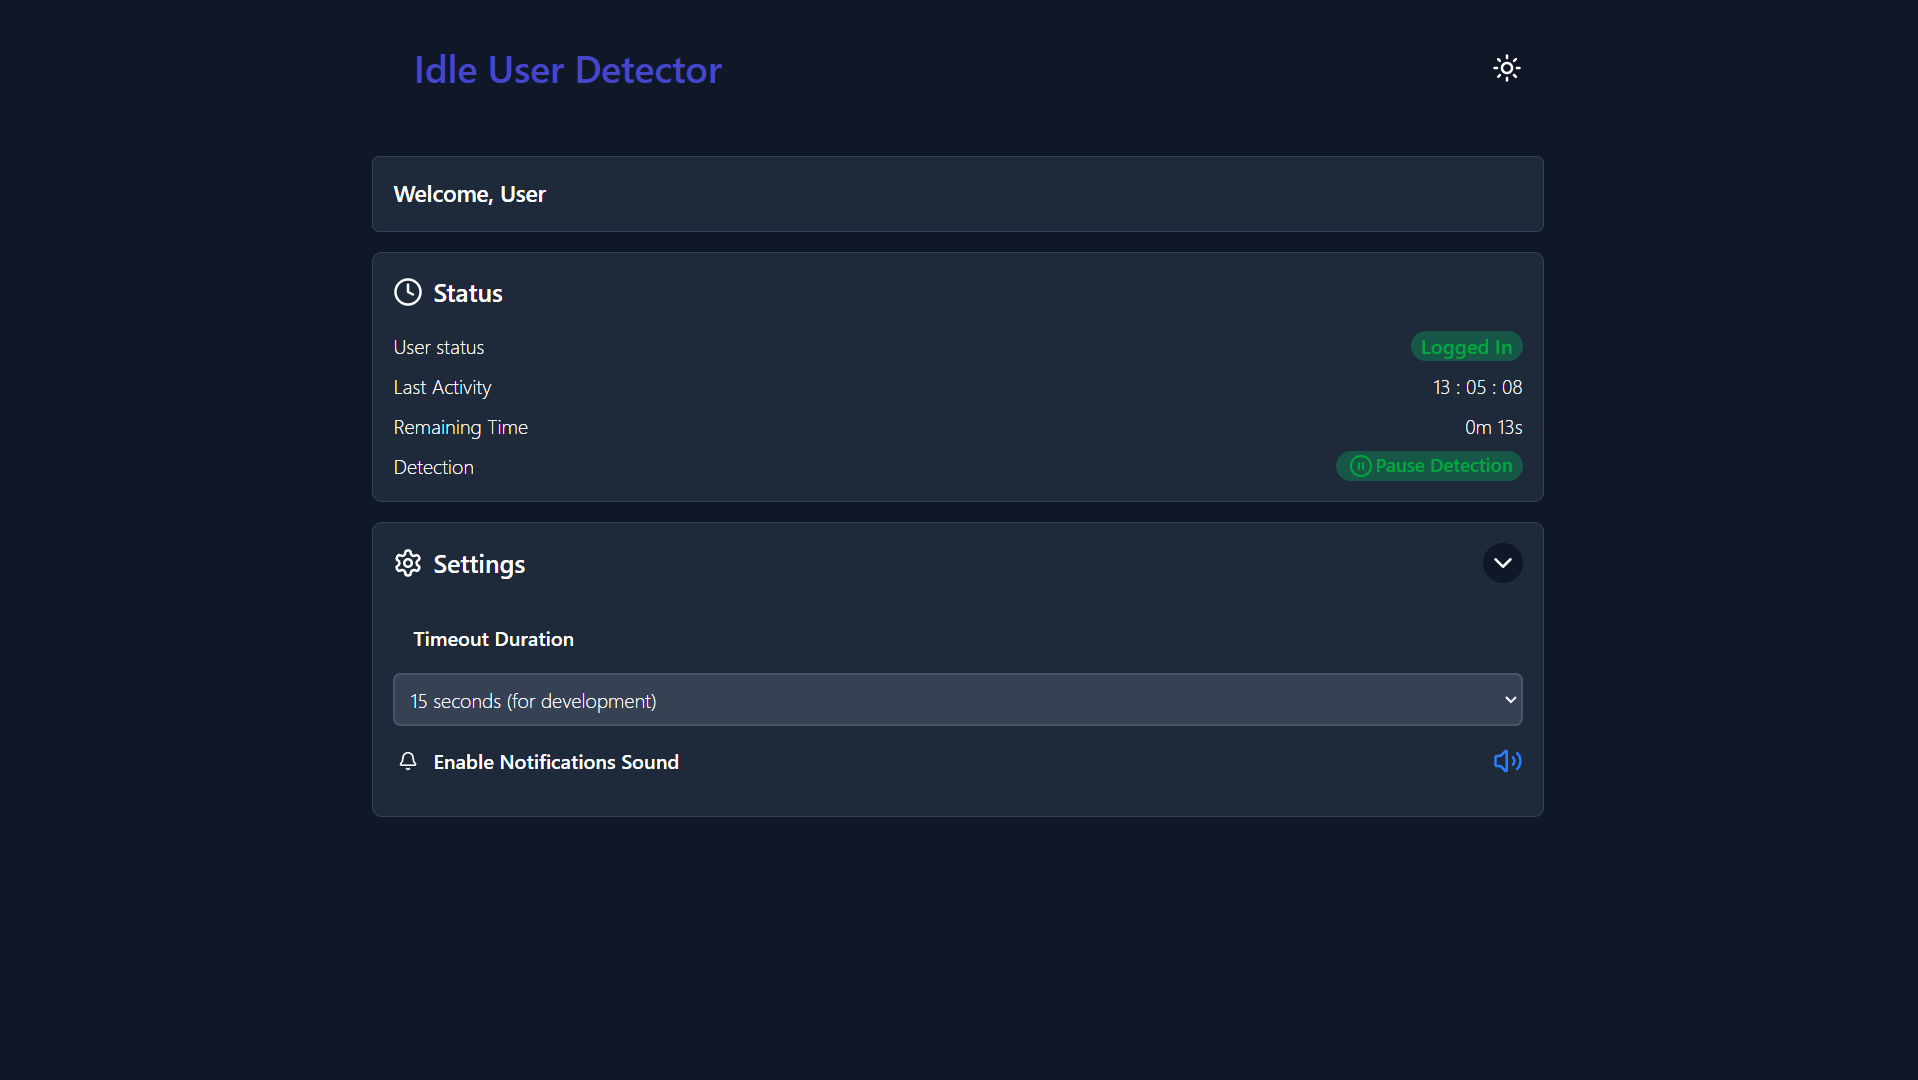 Idle User Detector
Welcome, User
Status
User status Logged In
Last Activity 13 : 05 : 08
Remaining Time 0m 13s
Detection Pause Detection
Settings
Timeout Duration
15 seconds (for development)
Enable Notifications Sound